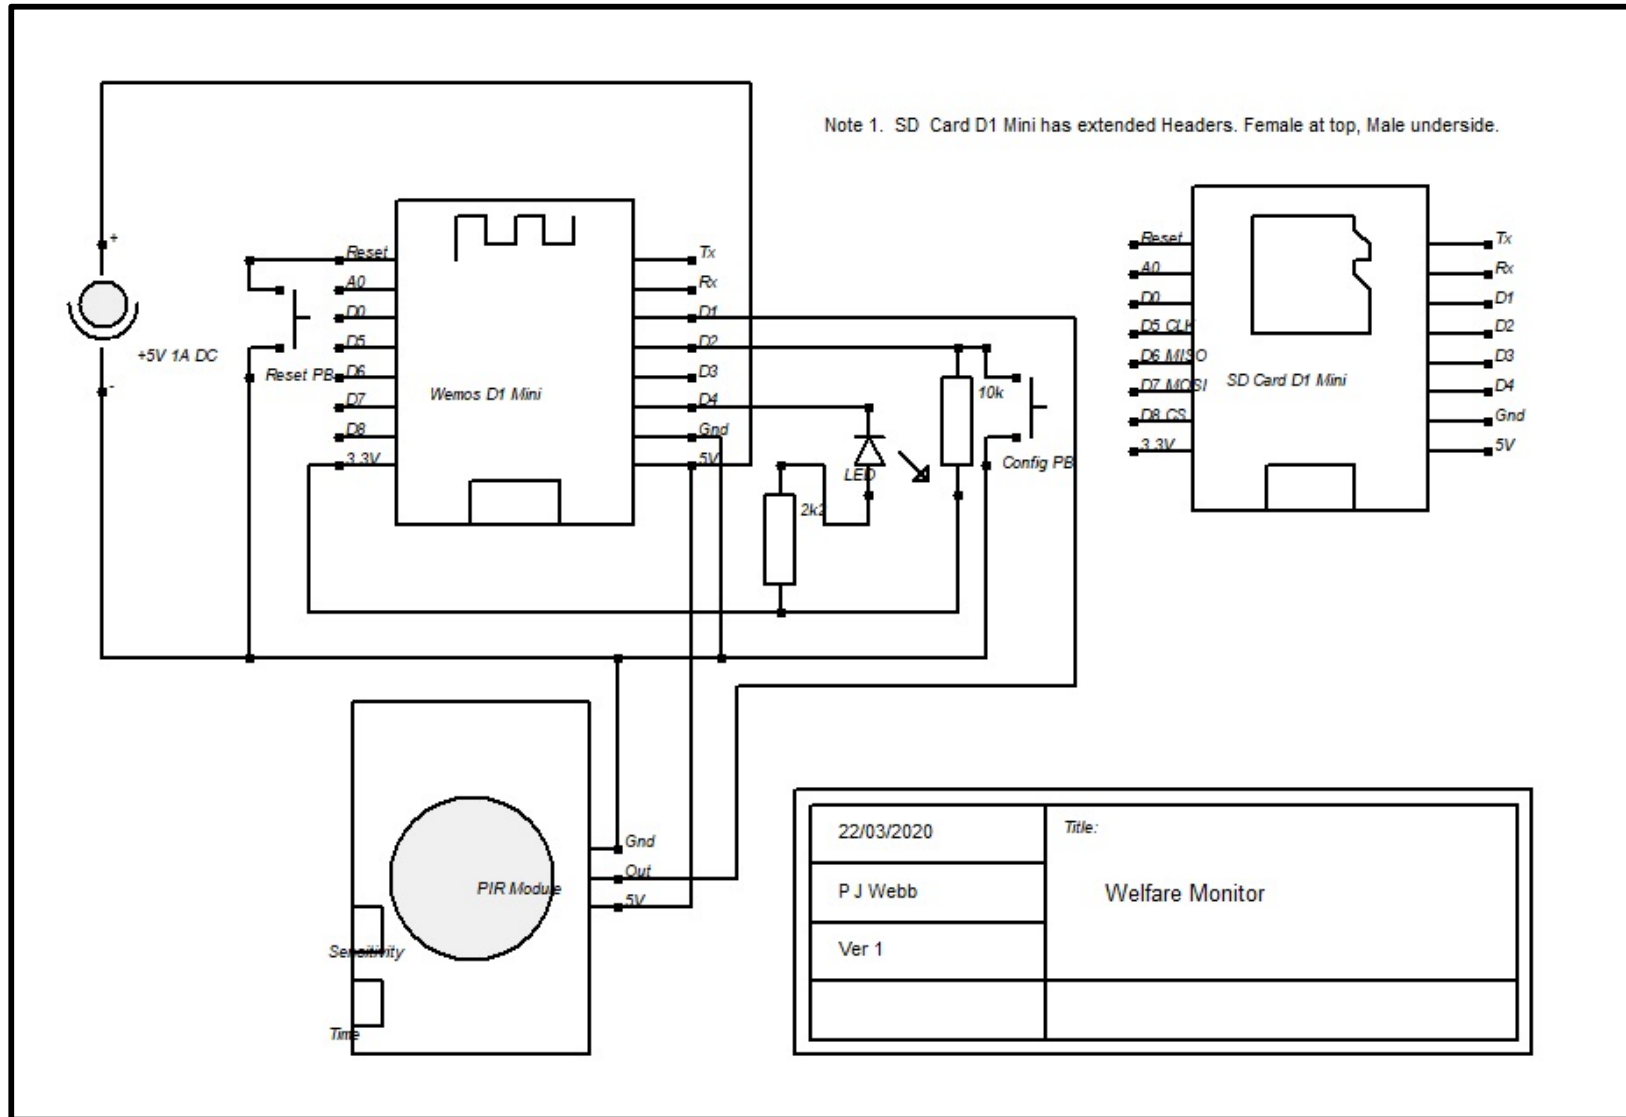 Note 1.  SD  Card D1 Mini has extended Headers. Female at top, Male underside.
+
-
+5V 1A DC
Reset PB
Reset
A0
D0
D5
D6
D7
D8
3.3V
Wemos D1 Mini
Tx
Rx
D1
D2
D3
D4
Gnd
5V
LED
2k2
10k
Config PB
Reset
A0
D0
D5 CLK
D6 MISO
D7 MOSI
D8 CS
3.3V
SD Card D1 Mini
Tx
Rx
D1
D2
D3
D4
Gnd
5V
PIR Module
Gnd
Out
5V
Sensitivity
Time
22/03/2020
P J Webb
Ver 1
Title:
Welfare Monitor